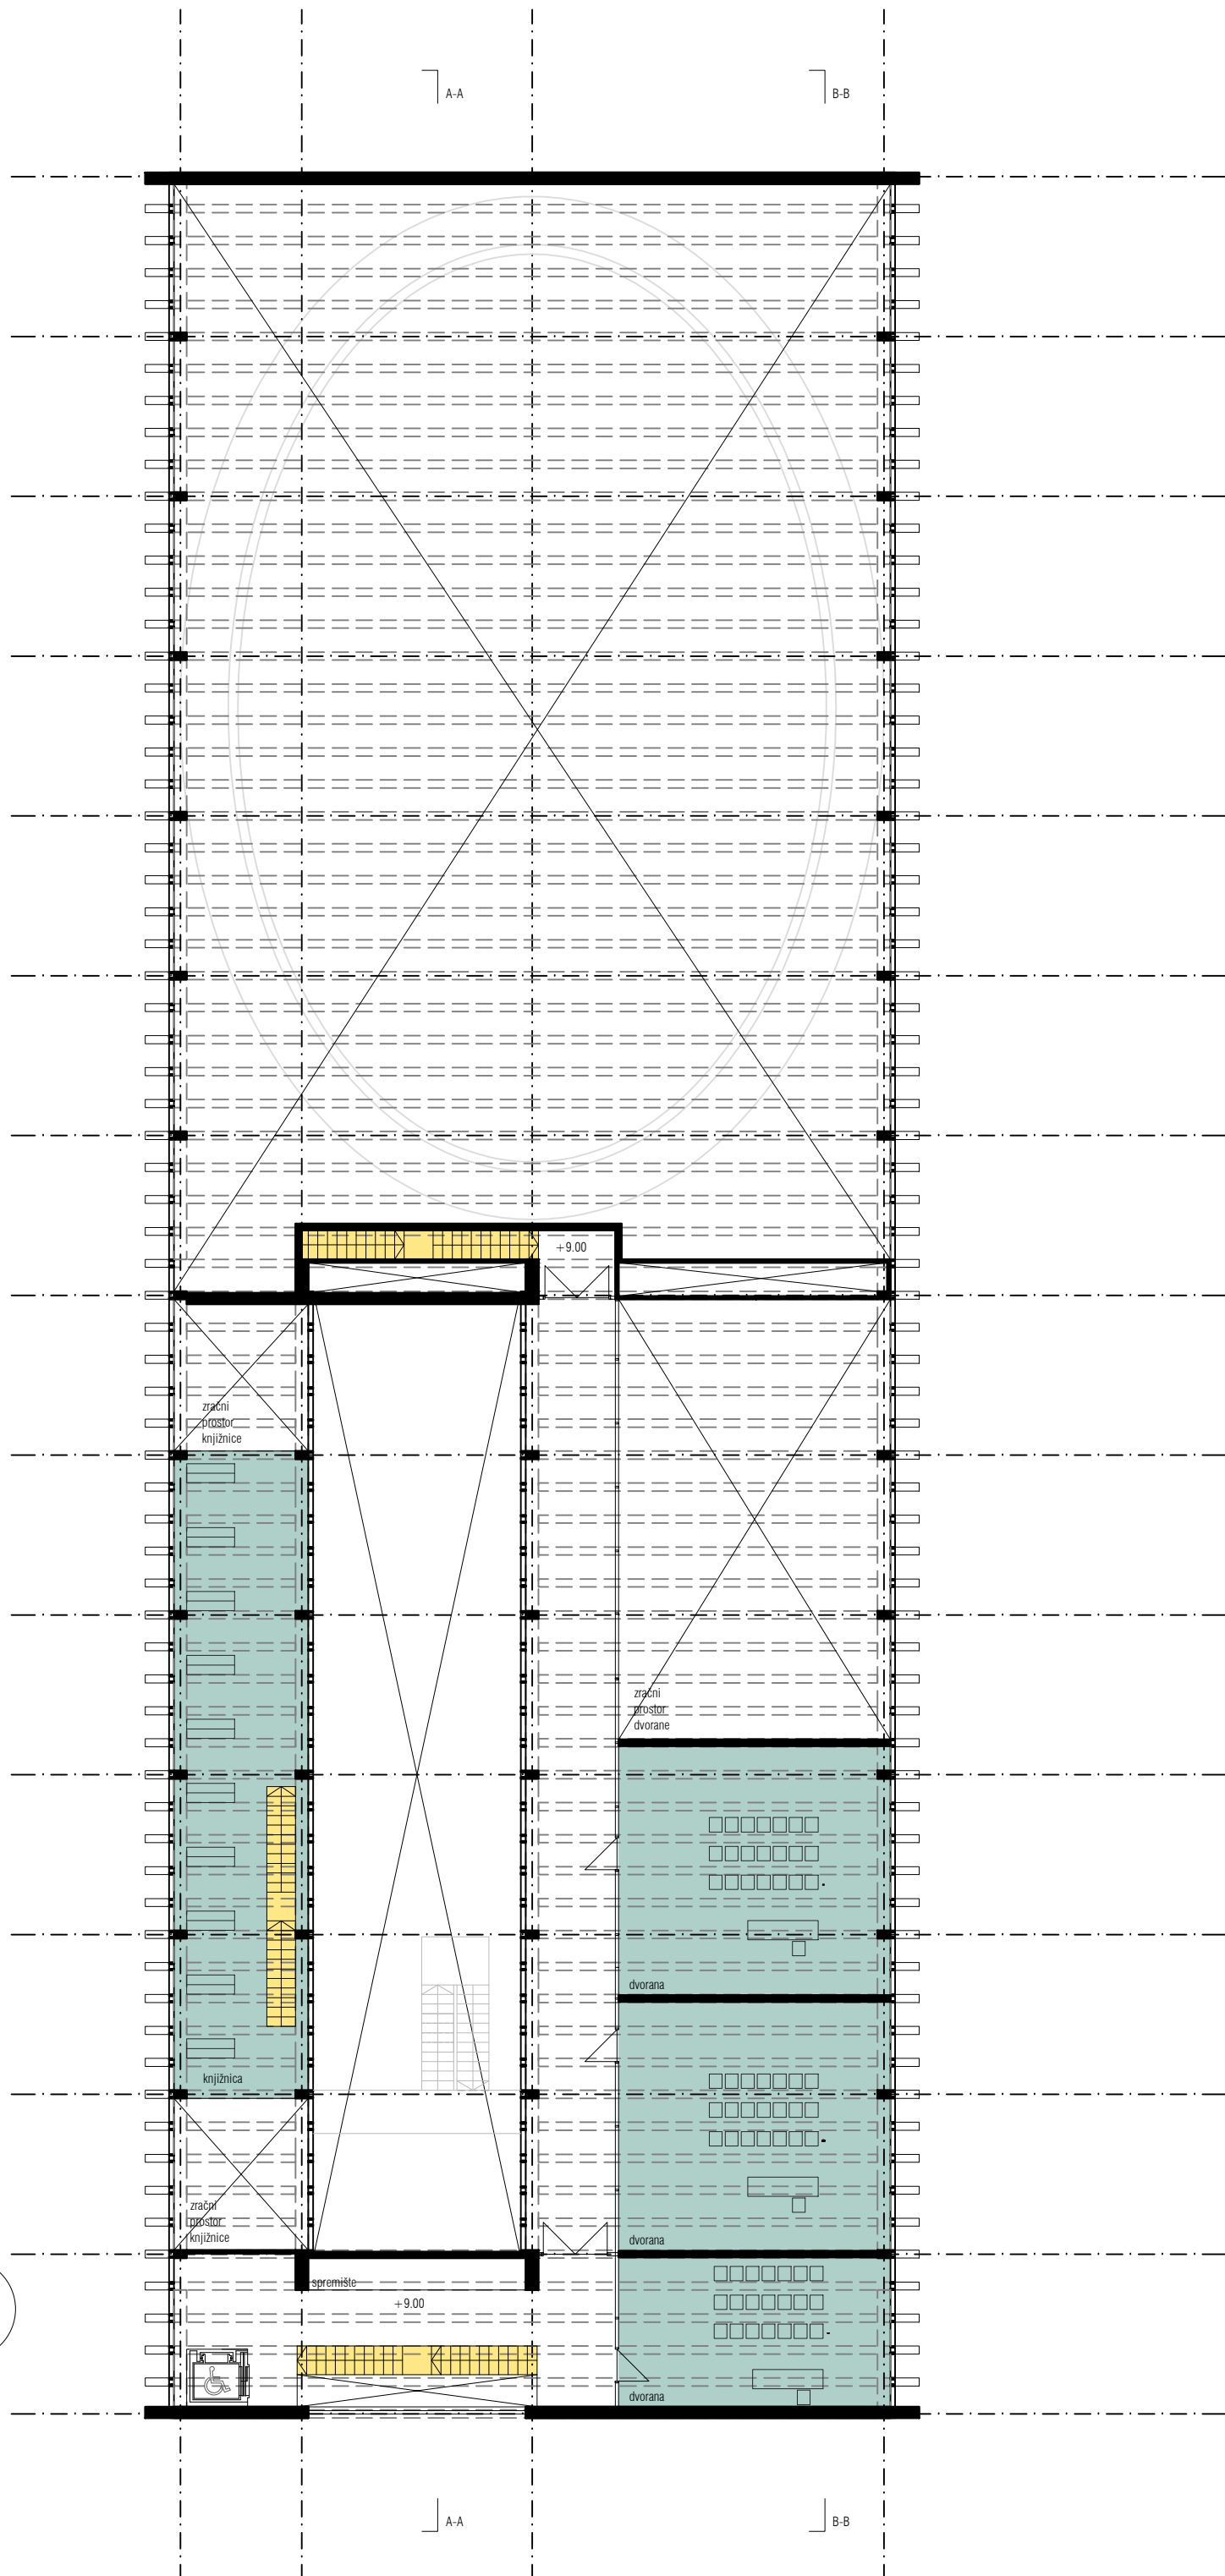 A-A
B-B
+9.00
zračni
prostor
knjižnice
zračni
prostor
dvorane
dvorana
knjižnica
zračni
prostor
knjižnice
dvorana
spremište
+9.00
dvorana
A-A
B-B